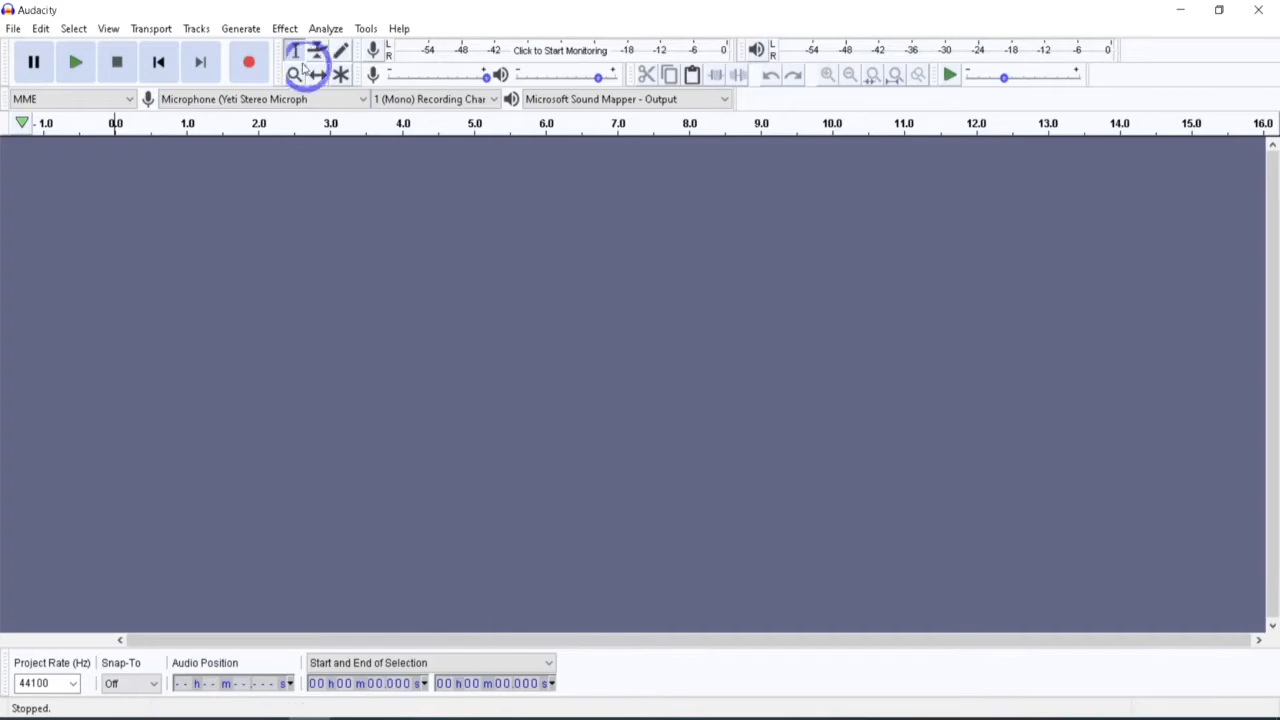 Audacity
File Edit Select View Transport Tracks Generate Effect Analyze Tools Help
L R -54 -48 -42 Click to Start Monitoring -18 -12 -6 0 L R -54 -48 -42 -36 -30 -24 -18 -12 -6 0
- + - + - +
MME Microphone (Yeti Stereo Microph 1 (Mono) Recording Char Microsoft Sound Mapper - Output
- 1.0 0.0 1.0 2.0 3.0 4.0 5.0 6.0 7.0 8.0 9.0 10.0 11.0 12.0 13.0 14.0 15.0 16.0
Project Rate (Hz) Snap-To Audio Position Start and End of Selection
44100 Off - - h - - m - - . - - - s 00 h 00 m 00.000 s 00 h 00 m 00.000 s
Stopped.